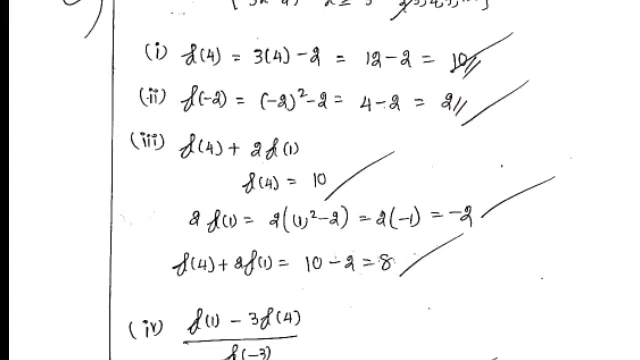 (i) f(4) = 3(4) - 2 = 12 - 2 = 10//
(ii) f(-2) = (-2)² - 2 = 4 - 2 = 2//
(iii) f(4) + 2f(1)
f(4) = 10
2f(1) = 2((1)² - 2) = 2(-1) = -2
f(4) + 2f(1) = 10 - 2 = 8
(iv) f(1) - 3f(4)
f(-3)